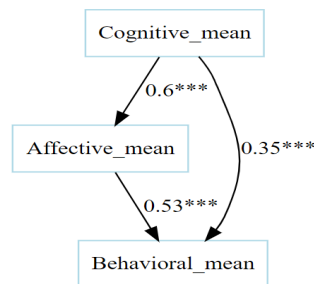 Cognitive_mean
0.6***
Affective_mean
0.35***
0.53***
Behavioral_mean